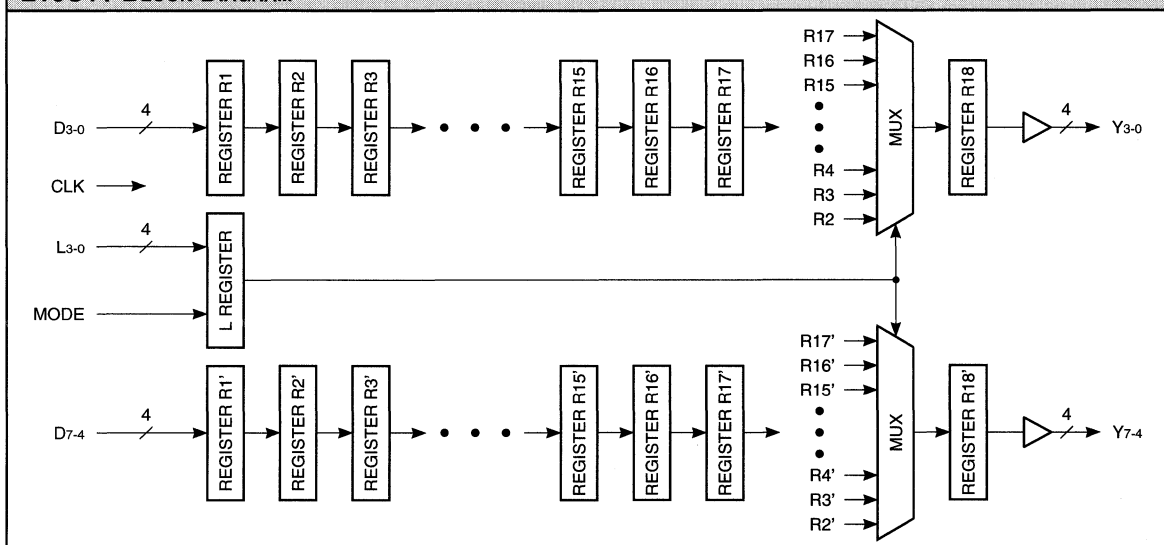 R17
R16
R15
R4
R3
R2
REGISTER R1
REGISTER R2
REGISTER R3
REGISTER R15
REGISTER R16
REGISTER R17
MUX
REGISTER R18
4
D3-0
4
Y3-0
CLK
L3-0
4
L REGISTER
MODE
R17'
R16'
R15'
R4'
R3'
R2'
REGISTER R1'
REGISTER R2'
REGISTER R3'
REGISTER R15'
REGISTER R16'
REGISTER R17'
MUX
REGISTER R18'
4
D7-4
4
Y7-4